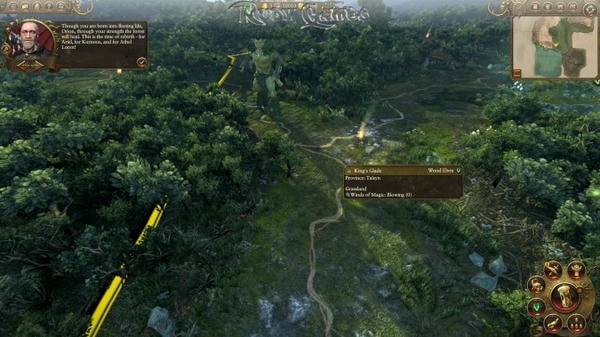 Though you are born into fleeting life,
Orion, through your strength the forest
will heal. This is the time of rebirth - for
Ariel, for Kurnous, and for Athel
Loren!
King's Glade Wood Elves
Province: Talsyn
Grassland
Winds of Magic: Blowing (0)